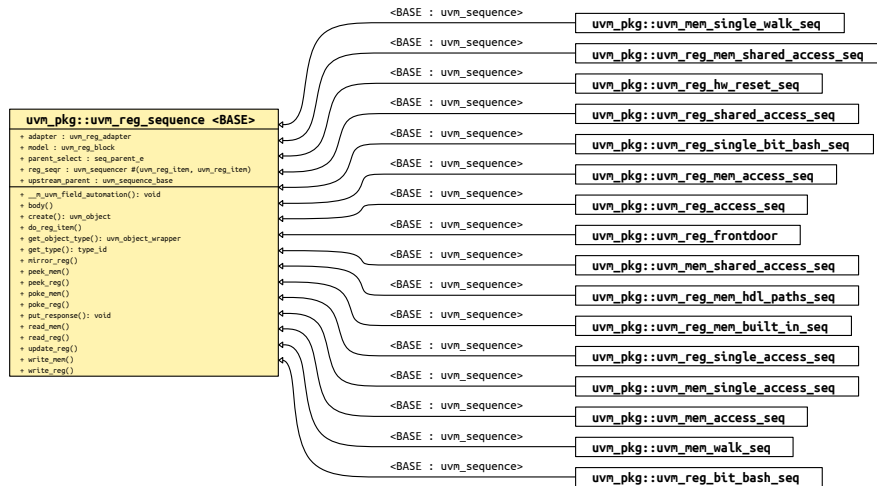 <BASE : uvm_sequence>
uvm_pkg::uvm_mem_single_walk_seq
<BASE : uvm_sequence>
uvm_pkg::uvm_reg_mem_shared_access_seq
<BASE : uvm_sequence>
uvm_pkg::uvm_reg_hw_reset_seq
<BASE : uvm_sequence>
uvm_pkg::uvm_reg_shared_access_seq
<BASE : uvm_sequence>
uvm_pkg::uvm_reg_single_bit_bash_seq
<BASE : uvm_sequence>
uvm_pkg::uvm_reg_mem_access_seq
<BASE : uvm_sequence>
uvm_pkg::uvm_reg_access_seq
<BASE : uvm_sequence>
uvm_pkg::uvm_reg_frontdoor
<BASE : uvm_sequence>
uvm_pkg::uvm_mem_shared_access_seq
<BASE : uvm_sequence>
uvm_pkg::uvm_reg_mem_hdl_paths_seq
<BASE : uvm_sequence>
uvm_pkg::uvm_reg_mem_built_in_seq
<BASE : uvm_sequence>
uvm_pkg::uvm_reg_single_access_seq
<BASE : uvm_sequence>
uvm_pkg::uvm_mem_single_access_seq
<BASE : uvm_sequence>
uvm_pkg::uvm_mem_access_seq
<BASE : uvm_sequence>
uvm_pkg::uvm_mem_walk_seq
<BASE : uvm_sequence>
uvm_pkg::uvm_reg_bit_bash_seq
uvm_pkg::uvm_reg_sequence <BASE>
+ adapter : uvm_reg_adapter
+ model : uvm_reg_block
+ parent_select : seq_parent_e
+ reg_seqr : uvm_sequencer #(uvm_reg_item, uvm_reg_item)
+ upstream_parent : uvm_sequence_base
+ __m_uvm_field_automation(): void
+ body()
+ create(): uvm_object
+ do_reg_item()
+ get_object_type(): uvm_object_wrapper
+ get_type(): type_id
+ mirror_reg()
+ peek_mem()
+ peek_reg()
+ poke_mem()
+ poke_reg()
+ put_response(): void
+ read_mem()
+ read_reg()
+ update_reg()
+ write_mem()
+ write_reg()